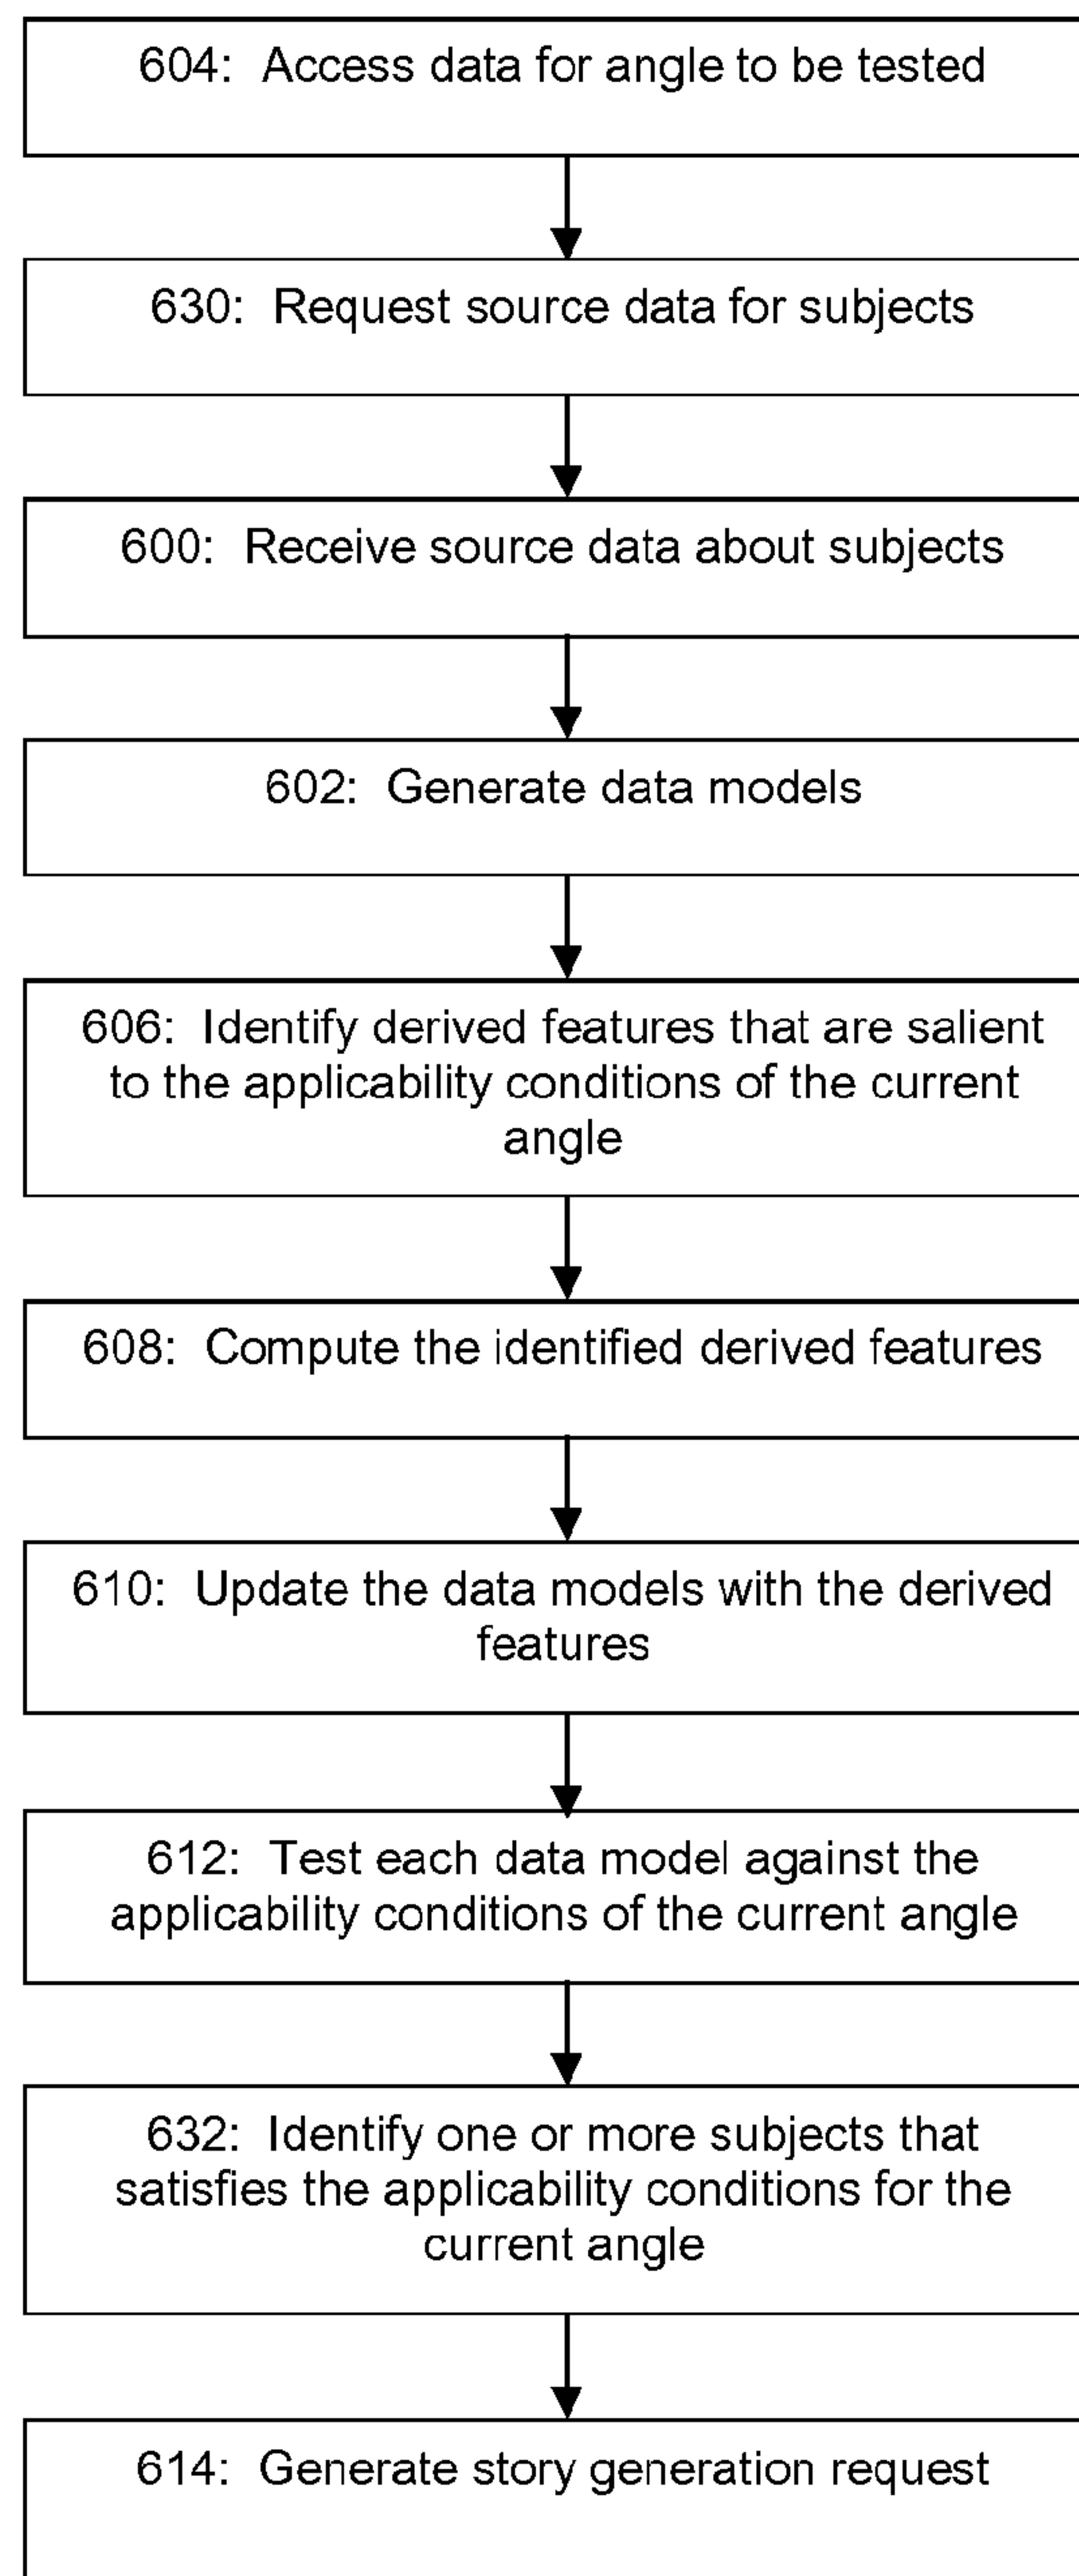 604: Access data for angle to be tested
630: Request source data for subjects
600: Receive source data about subjects
602: Generate data models
606: Identify derived features that are salient
to the applicability conditions of the current
angle
608: Compute the identified derived features
610: Update the data models with the derived
features
612: Test each data model against the
applicability conditions of the current angle
632: Identify one or more subjects that
satisfies the applicability conditions for the
current angle
614: Generate story generation request